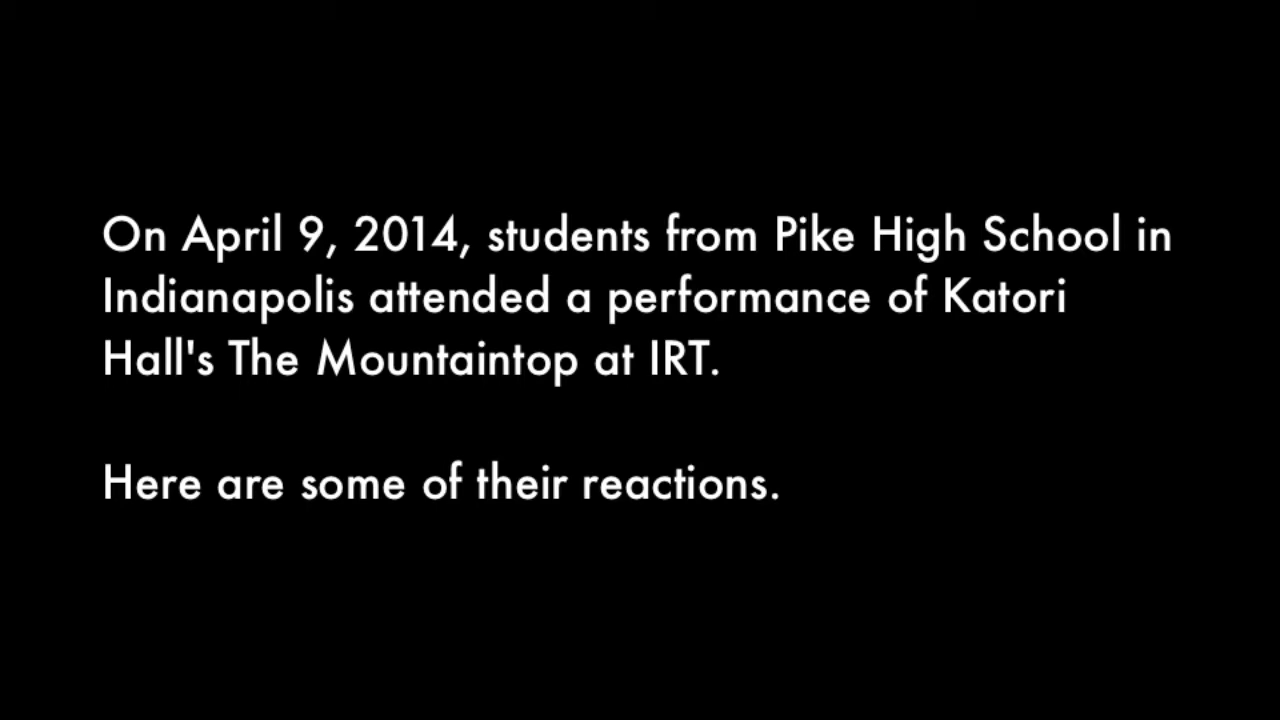 On April 9, 2014, students from Pike High School in
Indianapolis attended a performance of Katori
Hall's The Mountaintop at IRT.
Here are some of their reactions.